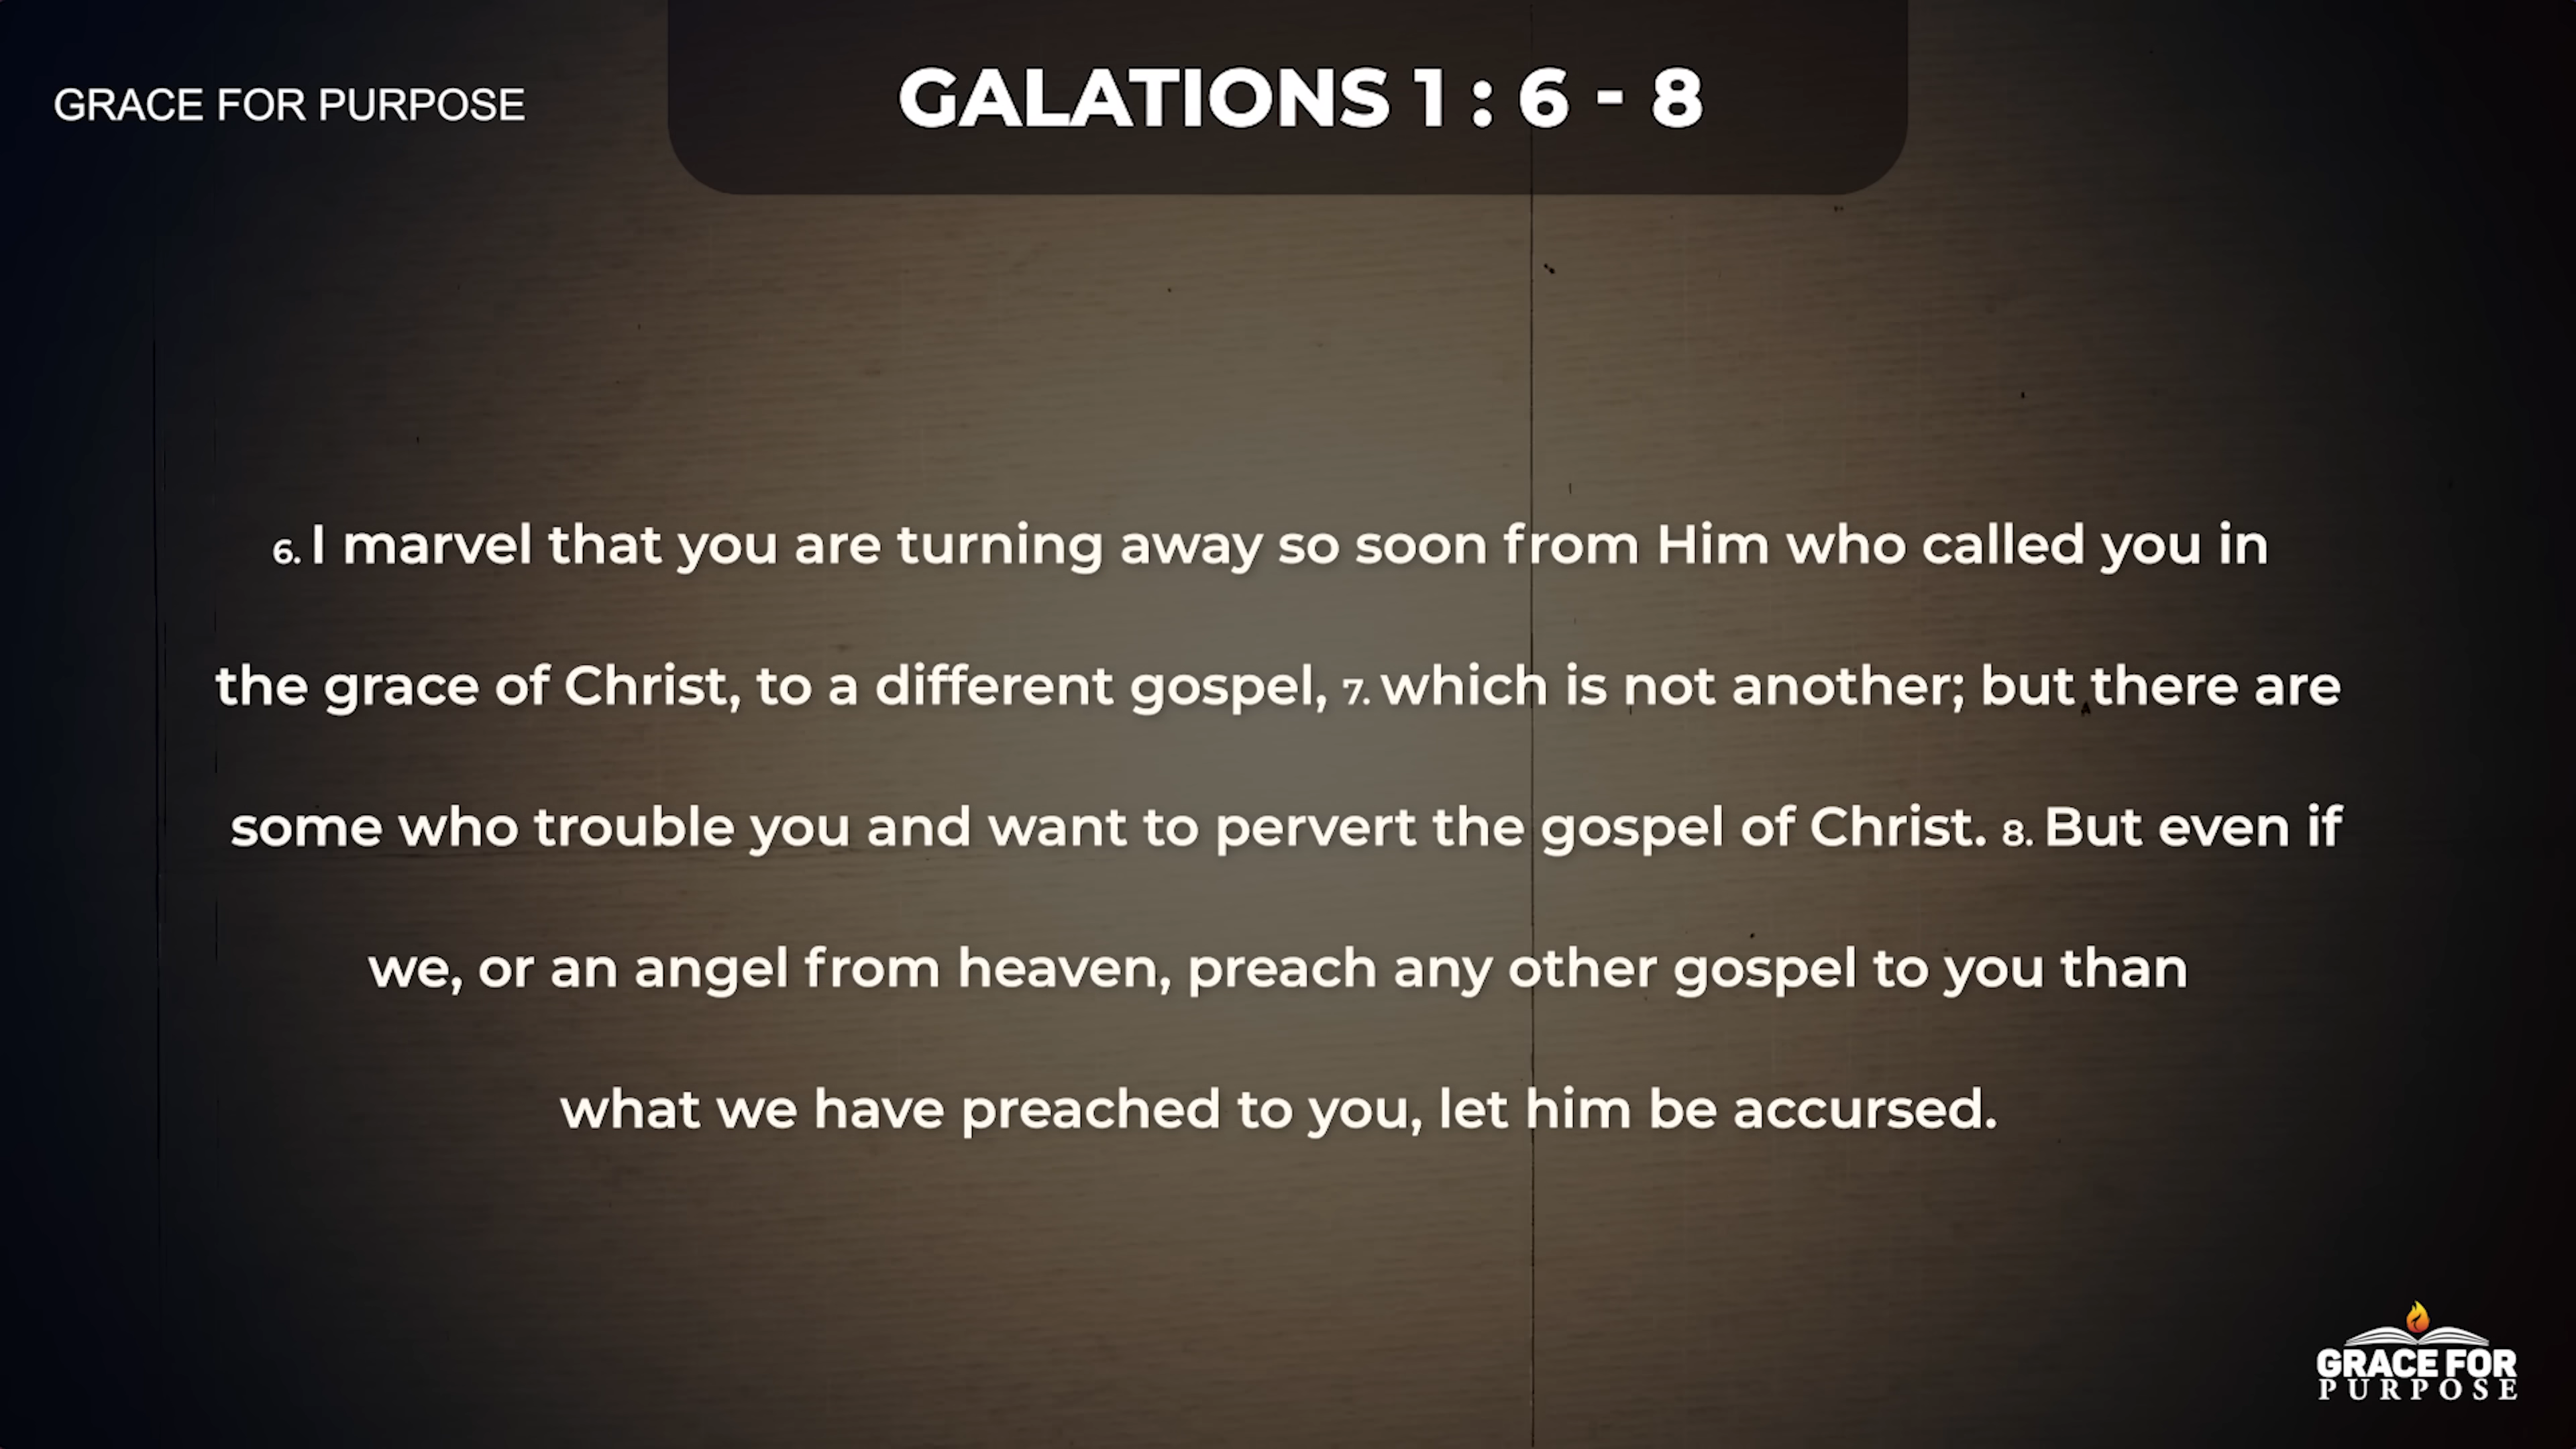 GRACE FOR PURPOSE
GALATIONS 1 : 6 - 8
6. I marvel that you are turning away so soon from Him who called you in
the grace of Christ, to a different gospel, 7. which is not another; but there are
some who trouble you and want to pervert the gospel of Christ. 8. But even if
we, or an angel from heaven, preach any other gospel to you than
what we have preached to you, let him be accursed.
GRACE FOR
PURPOSE